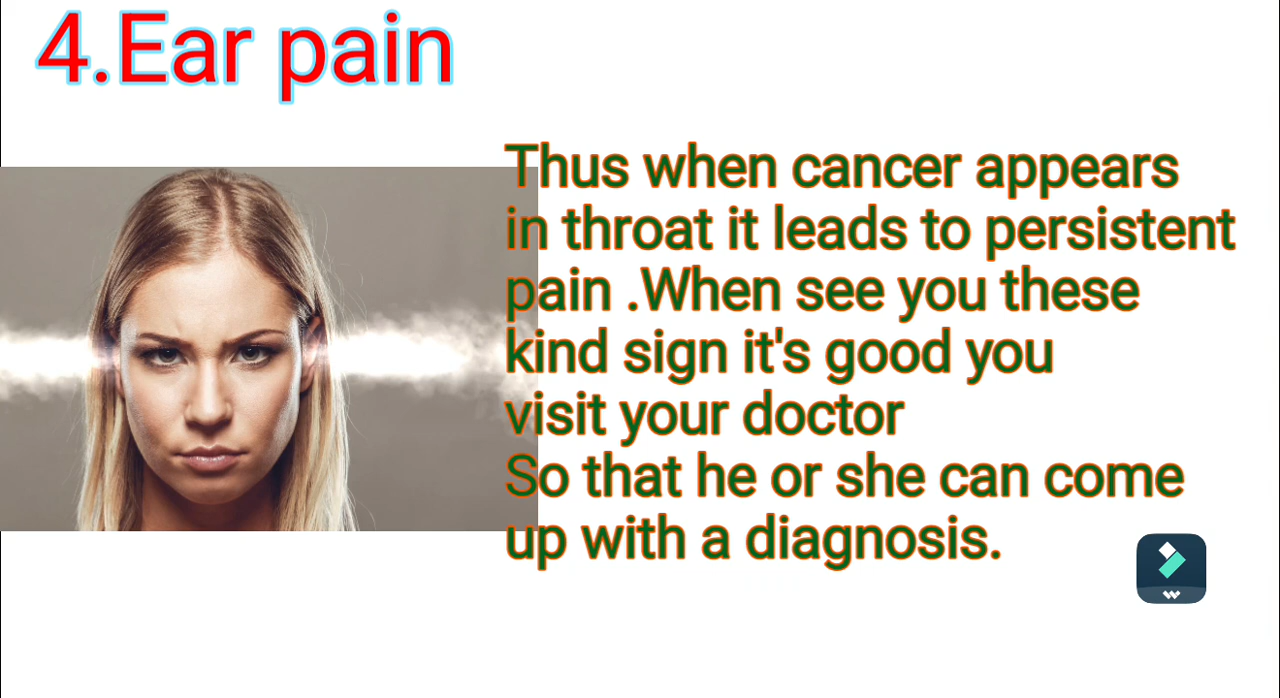 4.Ear pain
Thus when cancer appears
in throat it leads to persistent
pain .When see you these
kind sign it's good you
visit your doctor
So that he or she can come
up with a diagnosis.